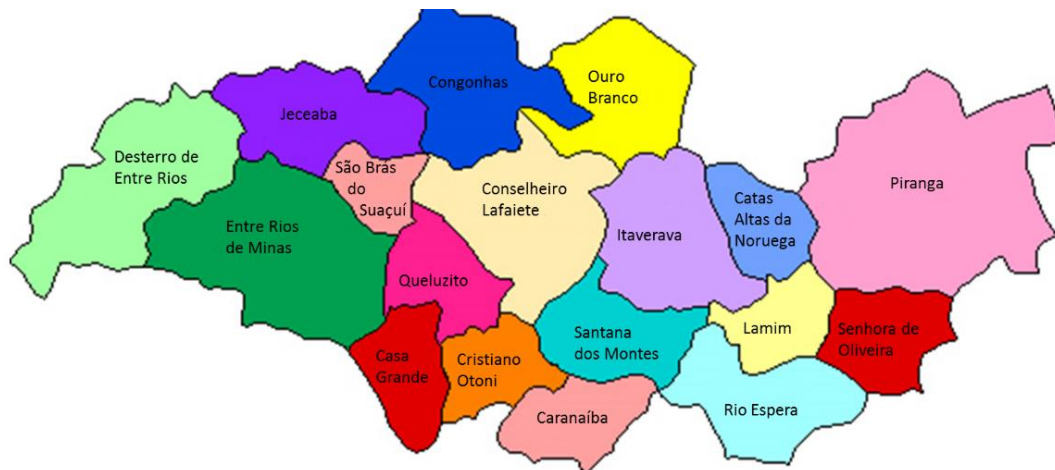 Congonhas
Ouro
Branco
Jeceaba
Desterro de
Entre Rios
São Brás
do
Suaçuí
Conselheiro
Lafaiete
Catas
Altas da
Noruega
Piranga
Entre Rios
de Minas
Itaverava
Queluzito
Santana
dos Montes
Lamim
Senhora de
Oliveira
Casa
Grande
Cristiano
Otoni
Caranaíba
Rio Espera